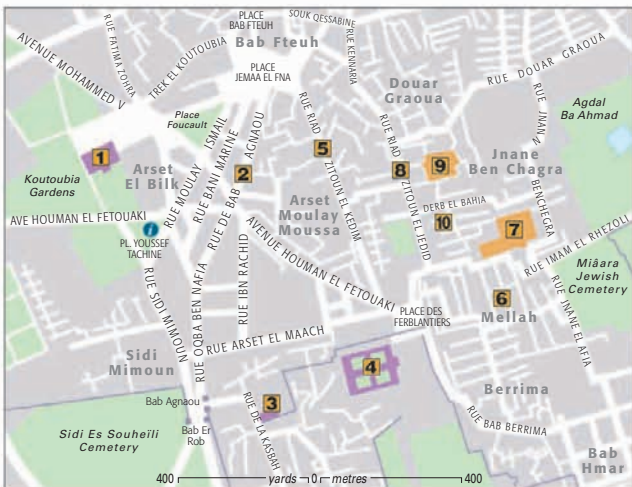 PLACE
BAB FTEUH
SOUK QESSABINE
Bab Fteuh
RUE FATIMA ZOHRA
AVENUE MOHAMMED V
TREK EL KOUTOUBIA
PLACE
JEMAA EL FNA
RUE KENNARIA
Douar
Graoua
RUE DOUAR GRAOUA
Agdal
Ba Ahmad
RUE JNAN N BENCHEGRA
Place
Foucault
1
Koutoubia
Gardens
Arset
El Bilk
RUE MOULAY ISMAIL
RUE BANI MARINE
RUE DE BAB AGNAOU
2
5
RUE RIAD ZITOUN EL KEDIM
RUE RIAD ZITOUN EL JEDID
8
9
Jnane
Ben Chagra
Arset
Moulay
Moussa
DERB EL BAHIA
10
7
AVE HOUMAN EL FETOUAKI
i
PL. YOUSSEF
TACHINE
AVENUE HOUMAN EL FETOUAKI
RUE IMAM EL RHEZOLI
Miâara
Jewish
Cemetery
RUE SIDI MIMOUN
RUE OQBA BEN NAFIA
RUE IBN RACHID
PLACE DES
FERBLANTIERS
6
Mellah
RUE JNANE EL AFIA
RUE ARSET EL MAACH
Sidi
Mimoun
4
Berrima
Bab Agnaou
3
RUE DE LA KASBAH
RUE BAB BERRIMA
Bab Er
Rob
Sidi Es Souheïli
Cemetery
Bab
Hmar
400 yards 0 metres 400